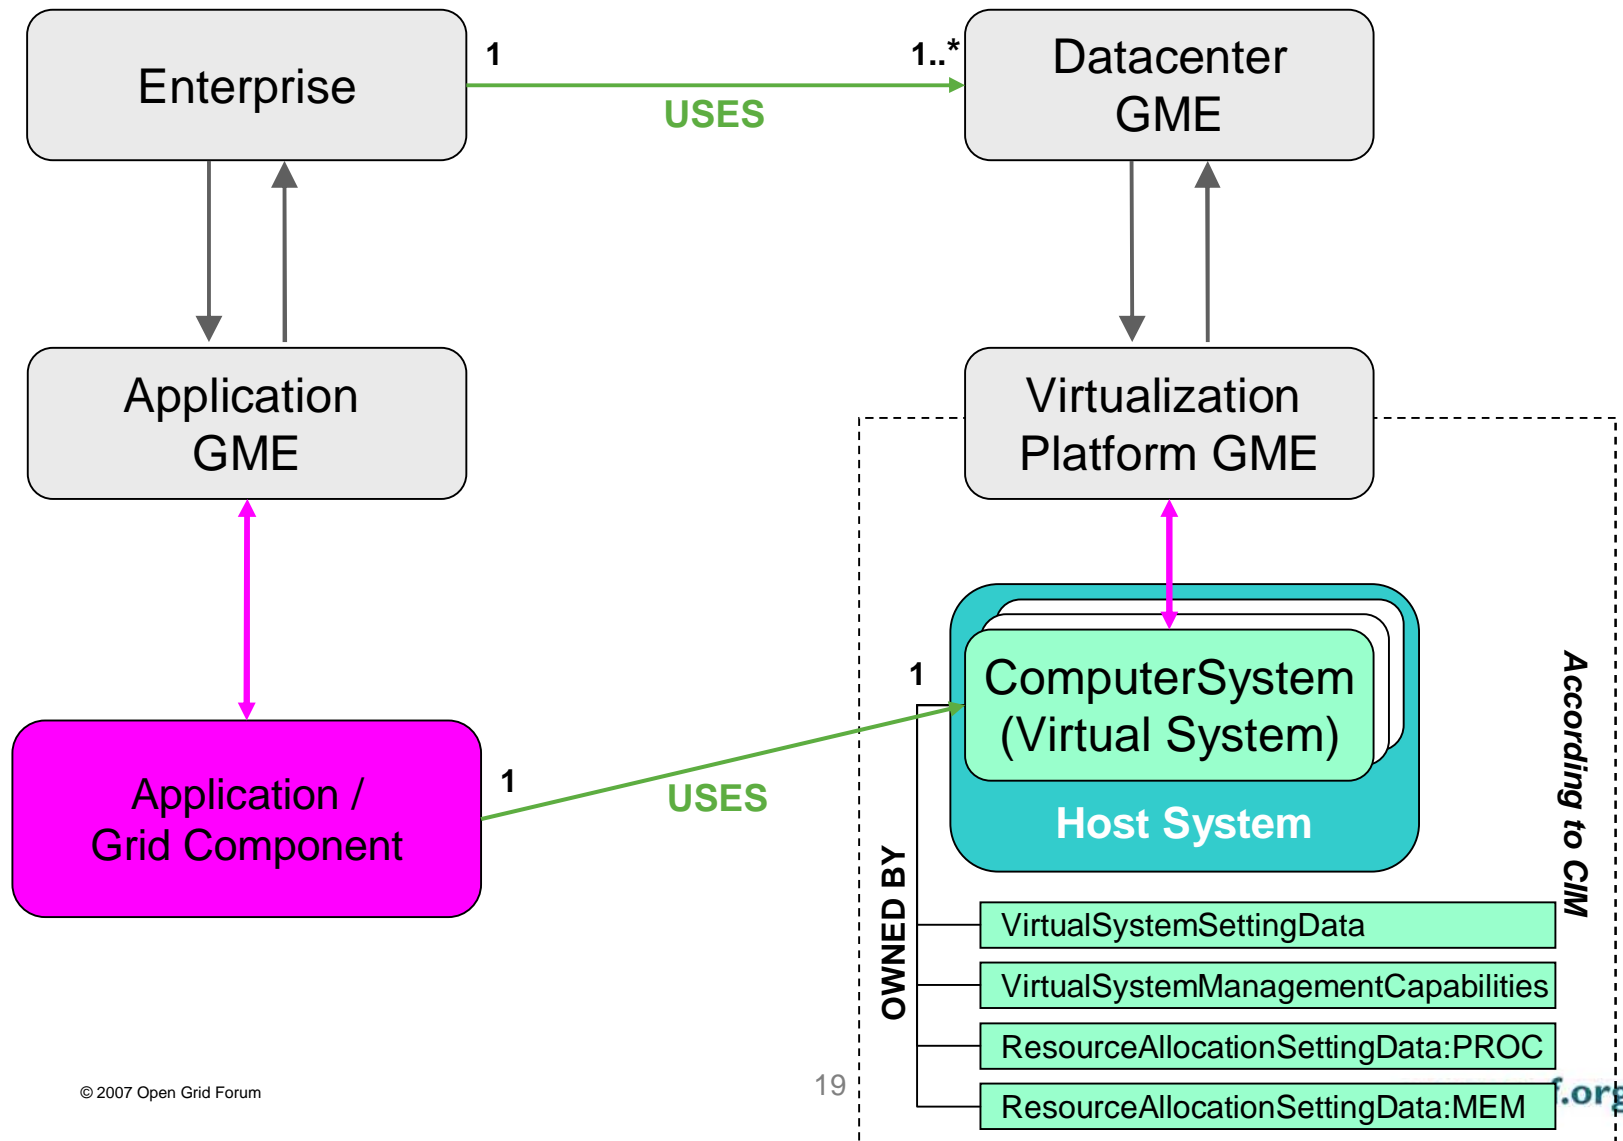 Enterprise
1
1..*
USES
Datacenter
GME
Application
GME
Virtualization
Platform GME
Application /
Grid Component
1
USES
1
ComputerSystem
(Virtual System)
Host System
According to CIM
OWNED BY
VirtualSystemSettingData
VirtualSystemManagementCapabilities
ResourceAllocationSettingData:PROC
ResourceAllocationSettingData:MEM
© 2007 Open Grid Forum
19
f.org